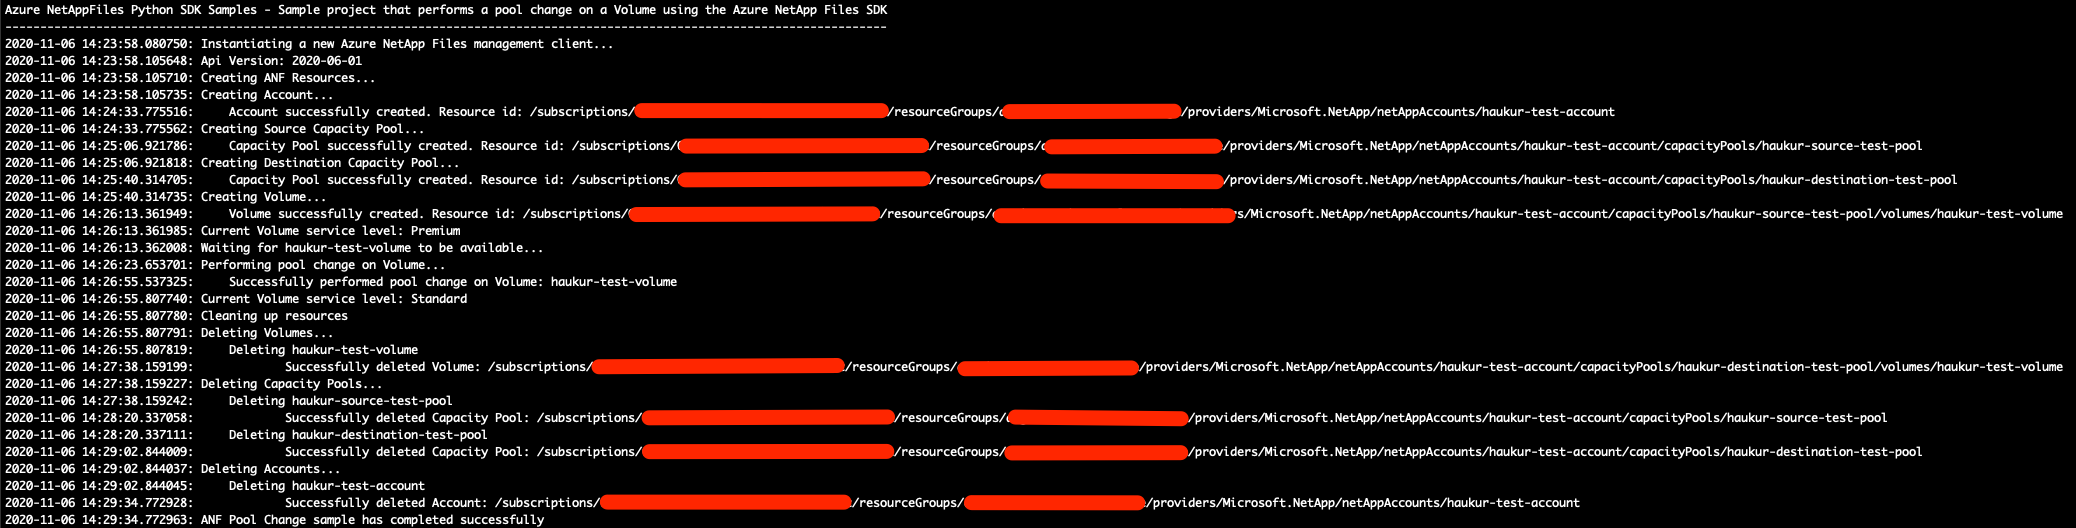 Azure NetAppFiles Python SDK Samples - Sample project that performs a pool change on a Volume using the Azure NetApp Files SDK
-------------------------------------------------------------------------------------------------------------------------------
2020-11-06 14:23:58.080750: Instantiating a new Azure NetApp Files management client...
2020-11-06 14:23:58.105648: Api Version: 2020-06-01
2020-11-06 14:23:58.105710: Creating ANF Resources...
2020-11-06 14:23:58.105735: Creating Account...
2020-11-06 14:24:33.775516:     Account successfully created. Resource id: /subscriptions/ /resourceGroups/ /providers/Microsoft.NetApp/netAppAccounts/haukur-test-account
2020-11-06 14:24:33.775562: Creating Source Capacity Pool...
2020-11-06 14:25:06.921786:     Capacity Pool successfully created. Resource id: /subscriptions/ /resourceGroups/ /providers/Microsoft.NetApp/netAppAccounts/haukur-test-account/capacityPools/haukur-source-test-pool
2020-11-06 14:25:06.921818: Creating Destination Capacity Pool...
2020-11-06 14:25:40.314705:     Capacity Pool successfully created. Resource id: /subscriptions/ /resourceGroups/ /providers/Microsoft.NetApp/netAppAccounts/haukur-test-account/capacityPools/haukur-destination-test-pool
2020-11-06 14:25:40.314735: Creating Volume...
2020-11-06 14:26:13.361949:     Volume successfully created. Resource id: /subscriptions/ /resourceGroups/ s/Microsoft.NetApp/netAppAccounts/haukur-test-account/capacityPools/haukur-source-test-pool/volumes/haukur-test-volume
2020-11-06 14:26:13.361985: Current Volume service level: Premium
2020-11-06 14:26:13.362008: Waiting for haukur-test-volume to be available...
2020-11-06 14:26:23.653701: Performing pool change on Volume...
2020-11-06 14:26:55.537325:     Successfully performed pool change on Volume: haukur-test-volume
2020-11-06 14:26:55.807740: Current Volume service level: Standard
2020-11-06 14:26:55.807780: Cleaning up resources
2020-11-06 14:26:55.807791: Deleting Volumes...
2020-11-06 14:26:55.807819:     Deleting haukur-test-volume
2020-11-06 14:27:38.159199:             Successfully deleted Volume: /subscriptions/ /resourceGroups/ /providers/Microsoft.NetApp/netAppAccounts/haukur-test-account/capacityPools/haukur-destination-test-pool/volumes/haukur-test-volume
2020-11-06 14:27:38.159227: Deleting Capacity Pools...
2020-11-06 14:27:38.159242:     Deleting haukur-source-test-pool
2020-11-06 14:28:20.337058:             Successfully deleted Capacity Pool: /subscriptions/ /resourceGroups/ /providers/Microsoft.NetApp/netAppAccounts/haukur-test-account/capacityPools/haukur-source-test-pool
2020-11-06 14:28:20.337111:     Deleting haukur-destination-test-pool
2020-11-06 14:29:02.844009:             Successfully deleted Capacity Pool: /subscriptions/ /resourceGroups/ /providers/Microsoft.NetApp/netAppAccounts/haukur-test-account/capacityPools/haukur-destination-test-pool
2020-11-06 14:29:02.844037: Deleting Accounts...
2020-11-06 14:29:02.844045:     Deleting haukur-test-account
2020-11-06 14:29:34.772928:             Successfully deleted Account: /subscriptions/ /resourceGroups/ /providers/Microsoft.NetApp/netAppAccounts/haukur-test-account
2020-11-06 14:29:34.772963: ANF Pool Change sample has completed successfully